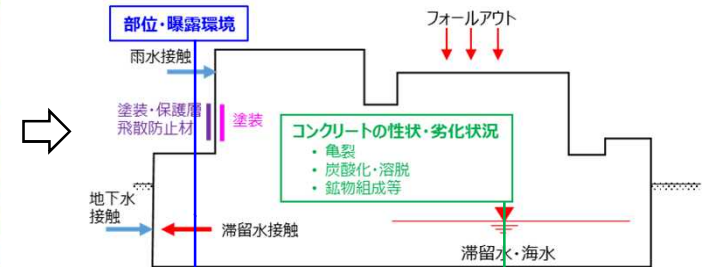 部位・曝露環境
フォールアウト
雨水接触
塗装・保護層
飛散防止材
塗装
コンクリートの性状・劣化状況
・ 亀裂
・ 炭酸化・溶脱
・ 鉱物組成等
地下水
接触
滞留水接触
滞留水・海水